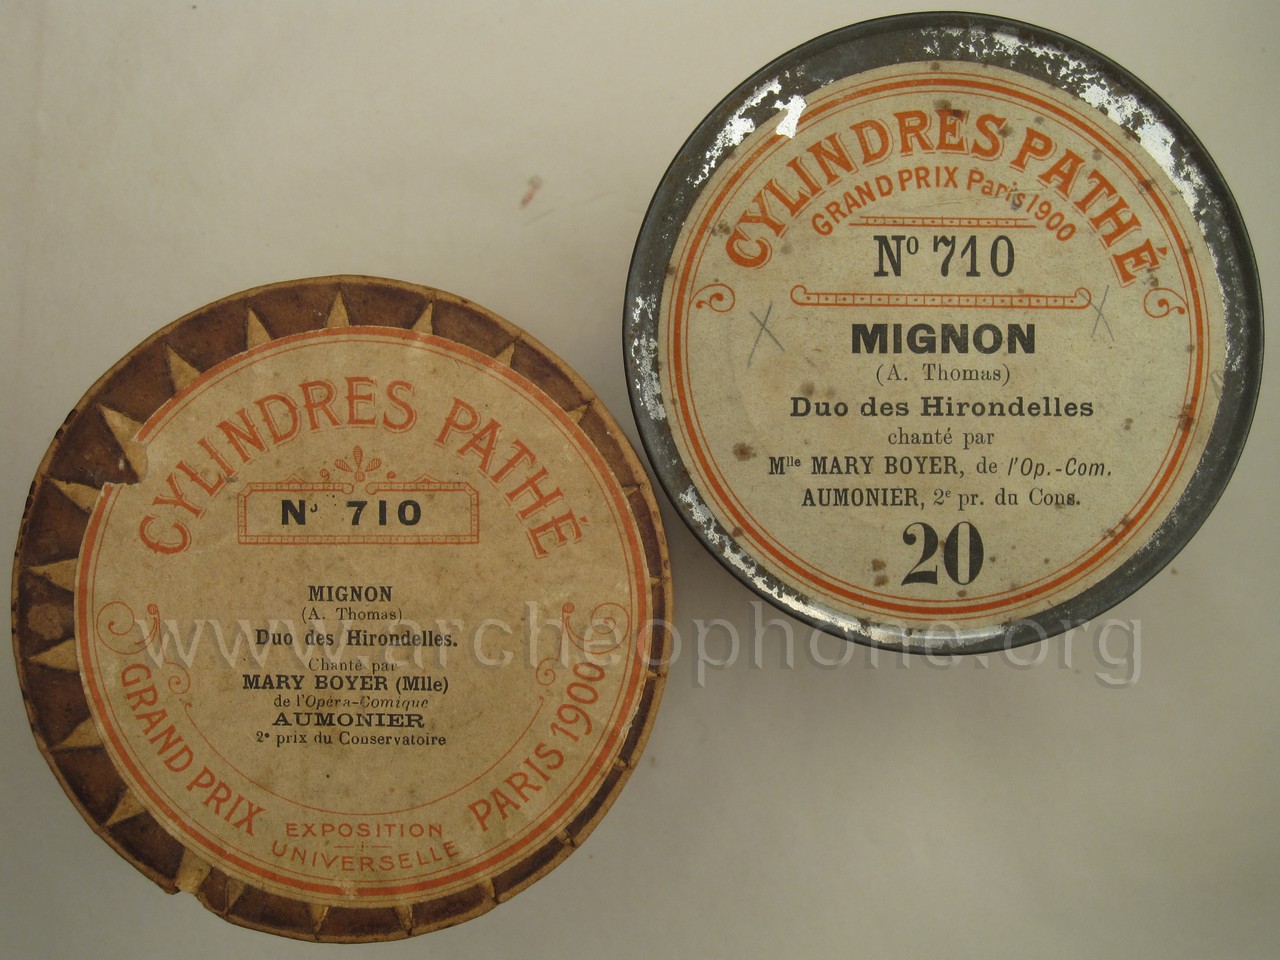 CYLINDRES PATHÉ
Nº 710
MIGNON
(A. Thomas)
Duo des Hirondelles.
Chanté par
MARY BOYER (Mlle)
de l'Opéra-Comique
AUMONIER
2e prix du Conservatoire
GRAND PRIX
EXPOSITION
UNIVERSELLE
PARIS 1900
CYLINDRES PATHÉ
GRAND PRIX Paris 1900
Nº 710
MIGNON
(A. Thomas)
Duo des Hirondelles
chanté par
Mlle MARY BOYER, de l'Op.-Com.
AUMONIER, 2e pr. du Cons.
20
www.archeophone.org